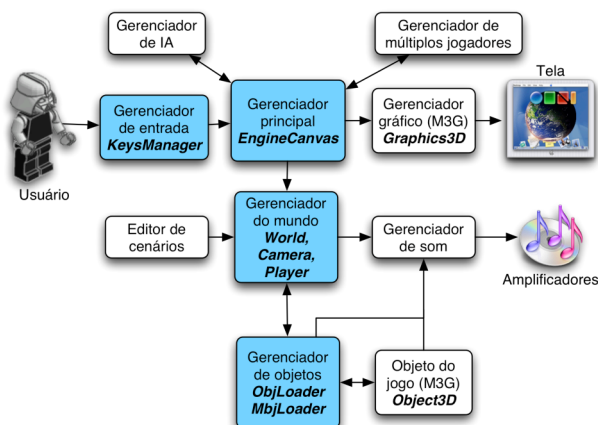 Gerenciador
de IA
Gerenciador de
múltiplos jogadores
Tela
Gerenciador
de entrada
KeysManager
Gerenciador
principal
EngineCanvas
Gerenciador
gráfico (M3G)
Graphics3D
Usuário
Editor de
cenários
Gerenciador
do mundo
World,
Camera,
Player
Gerenciador
de som
Amplificadores
Gerenciador
de objetos
ObjLoader
MbjLoader
Objeto do
jogo (M3G)
Object3D